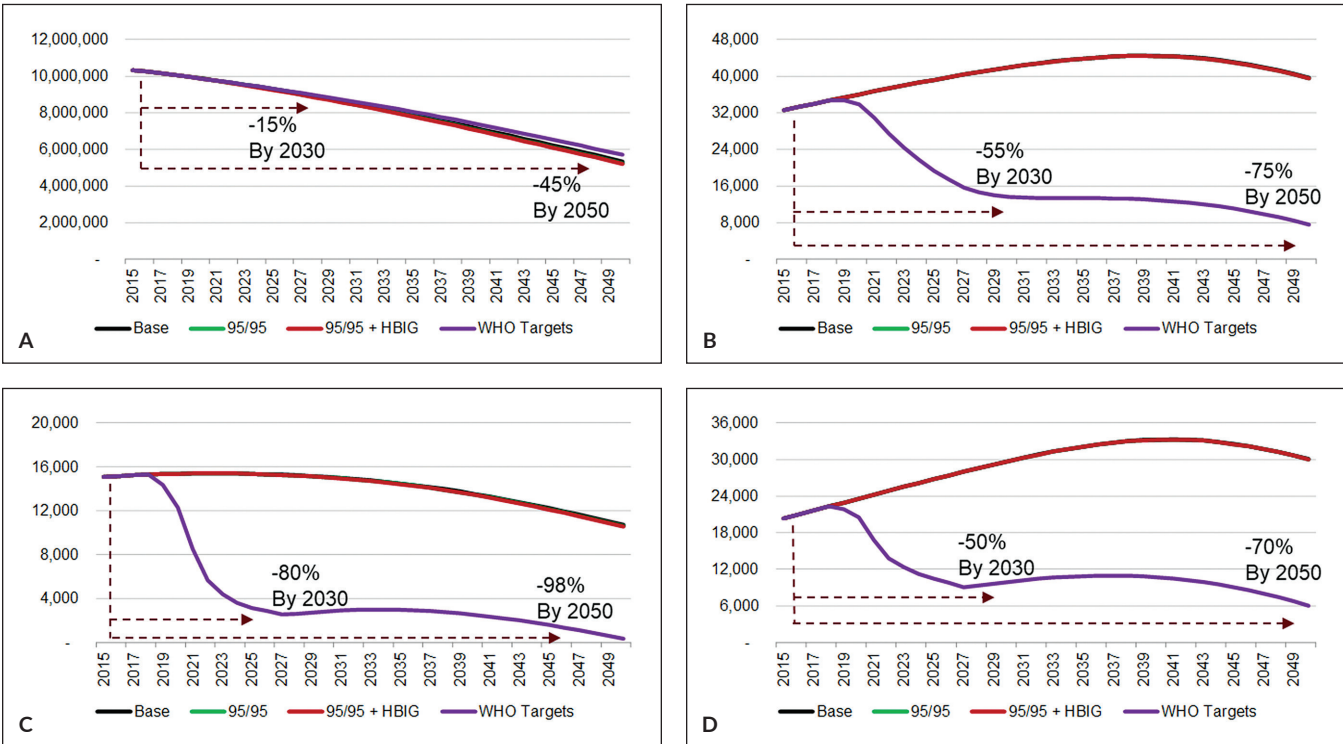 12,000,000
10,000,000
8,000,000
6,000,000
4,000,000
2,000,000
-
-15%
By 2030
-45%
By 2050
2015 2017 2019 2021 2023 2025 2027 2029 2031 2033 2035 2037 2039 2041 2043 2045 2047 2049
Base 95/95 95/95 + HBIG WHO Targets
A
48,000
40,000
32,000
24,000
16,000
8,000
-
-55%
By 2030
-75%
By 2050
2015 2017 2019 2021 2023 2025 2027 2029 2031 2033 2035 2037 2039 2041 2043 2045 2047 2049
Base 95/95 95/95 + HBIG WHO Targets
B
20,000
16,000
12,000
8,000
4,000
-
-80%
By 2030
-98%
By 2050
2015 2017 2019 2021 2023 2025 2027 2029 2031 2033 2035 2037 2039 2041 2043 2045 2047 2049
Base 95/95 95/95 + HBIG WHO Targets
C
36,000
30,000
24,000
18,000
12,000
6,000
-
-50%
By 2030
-70%
By 2050
2015 2017 2019 2021 2023 2025 2027 2029 2031 2033 2035 2037 2039 2041 2043 2045 2047 2049
Base 95/95 95/95 + HBIG WHO Targets
D